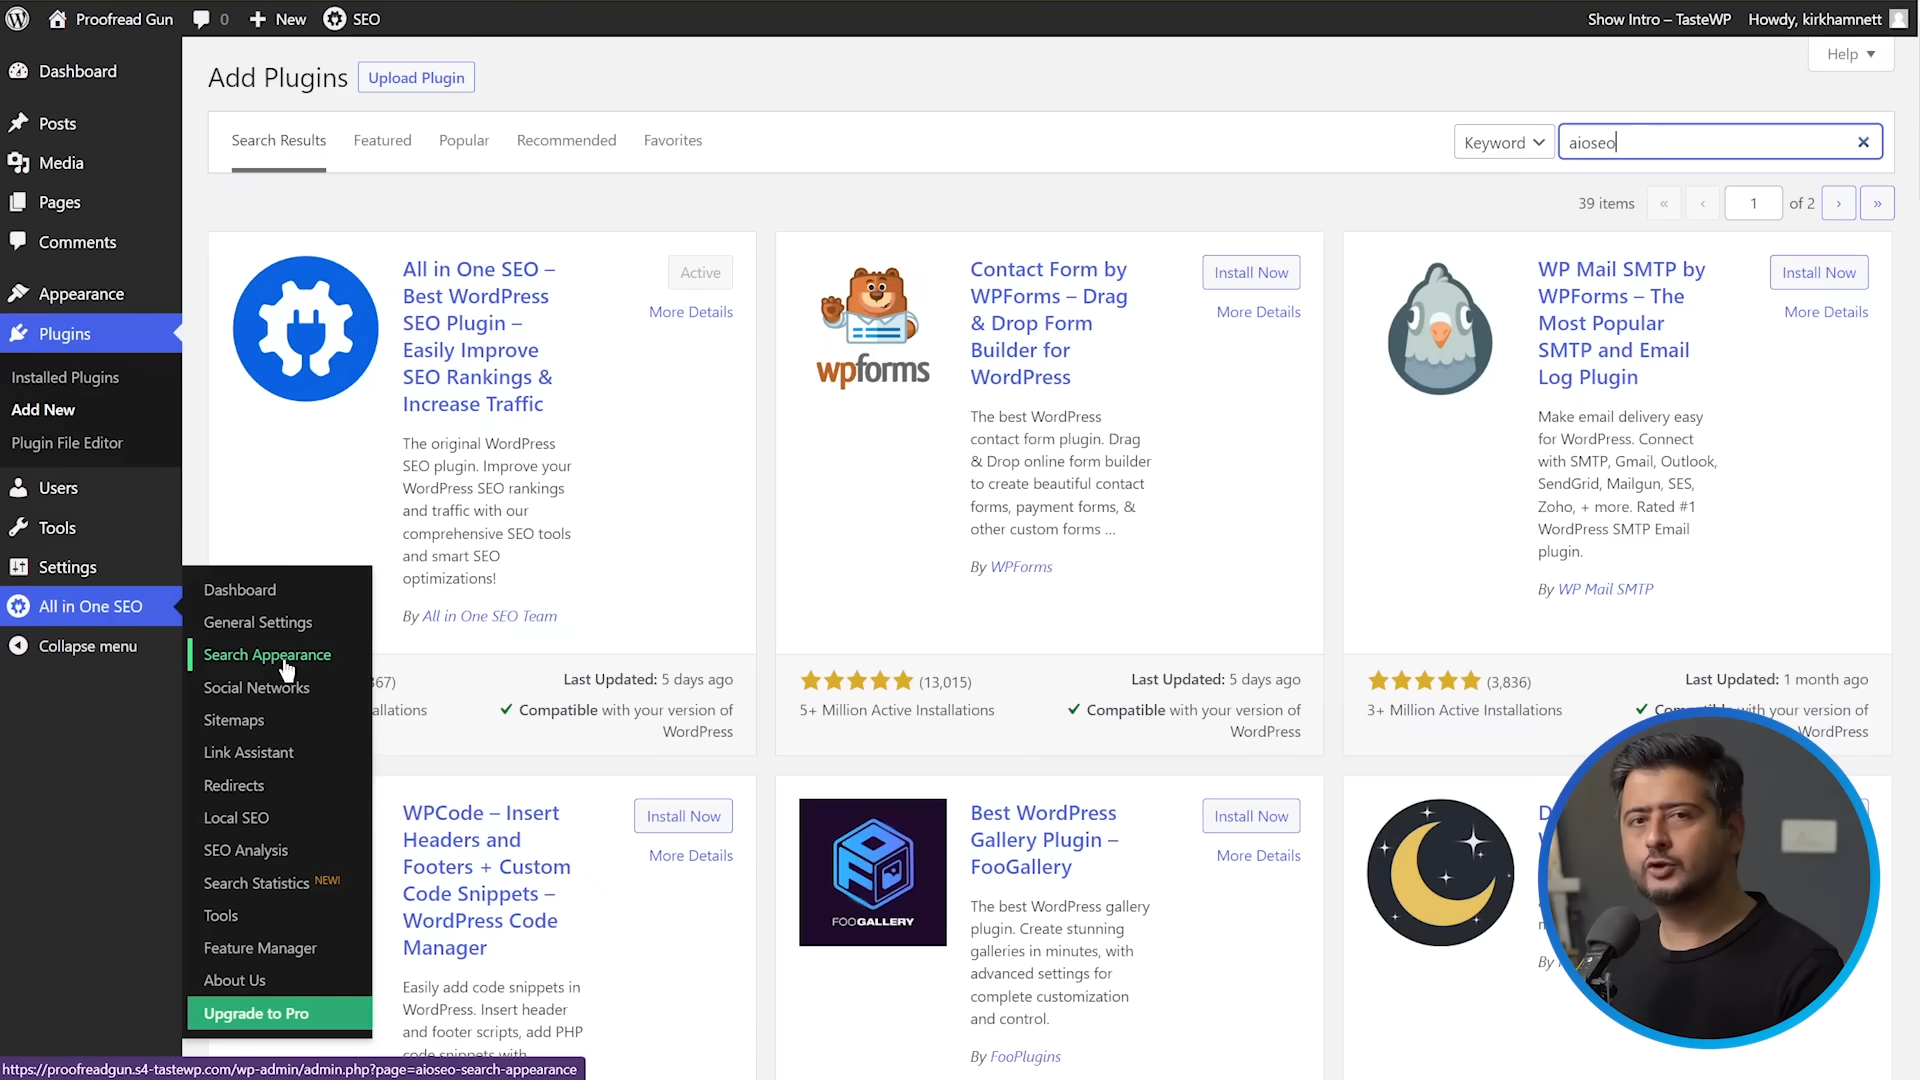 Proofread Gun
0
New
SEO
Show Intro – TasteWP
Howdy, kirkhamnett
Help
Dashboard
Posts
Media
Pages
Comments
Appearance
Plugins
Installed Plugins
Add New
Plugin File Editor
Users
Tools
Settings
All in One SEO
Collapse menu
Dashboard
General Settings
Search Appearance
Social Networks
Sitemaps
Link Assistant
Redirects
Local SEO
SEO Analysis
Search Statistics NEW!
Tools
Feature Manager
About Us
Upgrade to Pro
Add Plugins
Upload Plugin
Search Results
Featured
Popular
Recommended
Favorites
Keyword
aioseo
39 items
«
‹
1
of 2
›
»
All in One SEO –
Best WordPress
SEO Plugin –
Easily Improve
SEO Rankings &
Increase Traffic
Active
More Details
The original WordPress
SEO plugin. Improve your
WordPress SEO rankings
and traffic with our
comprehensive SEO tools
and smart SEO
optimizations!
By All in One SEO Team
367)
allations
Last Updated: 5 days ago
Compatible with your version of
WordPress
wpforms
Contact Form by
WPForms – Drag
& Drop Form
Builder for
WordPress
Install Now
More Details
The best WordPress
contact form plugin. Drag
& Drop online form builder
to create beautiful contact
forms, payment forms, &
other custom forms ...
By WPForms
(13,015)
5+ Million Active Installations
Last Updated: 5 days ago
Compatible with your version of
WordPress
WP Mail SMTP by
WPForms – The
Most Popular
SMTP and Email
Log Plugin
Install Now
More Details
Make email delivery easy
for WordPress. Connect
with SMTP, Gmail, Outlook,
SendGrid, Mailgun, SES,
Zoho, + more. Rated #1
WordPress SMTP Email
plugin.
By WP Mail SMTP
(3,836)
3+ Million Active Installations
Last Updated: 1 month ago
with your version of
WordPress
WPCode – Insert
Headers and
Footers + Custom
Code Snippets –
WordPress Code
Manager
Install Now
More Details
Easily add code snippets in
WordPress. Insert header
and footer scripts, add PHP
code snippets with
FOOGALLERY
Best WordPress
Gallery Plugin –
FooGallery
Install Now
More Details
The best WordPress gallery
plugin. Create stunning
galleries in minutes, with
advanced settings for
complete customization
and control.
By FooPlugins
By
https://proofreadgun.s4-tastewp.com/wp-admin/admin.php?page=aioseo-search-appearance